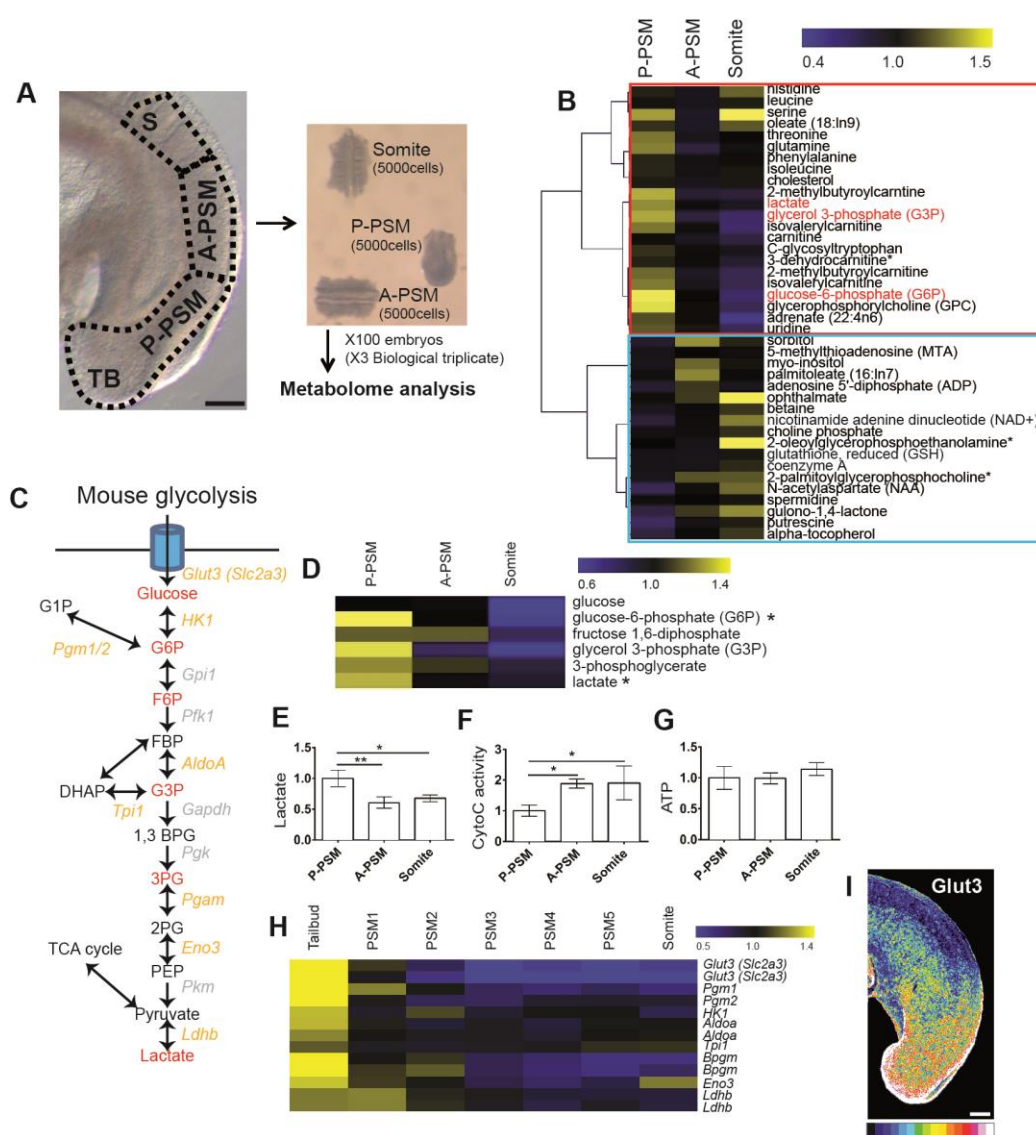 A
S
A-PSM
P-PSM
TB
Somite
(5000cells)
P-PSM
(5000cells)
A-PSM
(5000cells)
X100 embryos
(X3 Biological triplicate)
Metabolome analysis
B
P-PSM
A-PSM
Somite
0.4 1.0 1.5
histidine
leucine
serine
oleate (18:ln9)
threonine
glutamine
phenylalanine
isoleucine
cholesterol
2-methylbutyroylcarntine
lactate
glycerol 3-phosphate (G3P)
isovalerylcarnitine
carnitine
C-glycosyltryptophan
3-dehydrocarnitine*
2-methylbutyroylcarnitine
isovalerylcarnitine
glucose-6-phosphate (G6P)
glycerophosphorylcholine (GPC)
adrenate (22:4n6)
uridine
sorbitol
5-methylthioadenosine (MTA)
myo-inositol
palmitoleate (16:ln7)
adenosine 5'-diphosphate (ADP)
ophthalmate
betaine
nicotinamide adenine dinucleotide (NAD+)
choline phosphate
2-oleoylglycerophosphoethanolamine*
glutathione, reduced (GSH)
coenzyme A
2-palmitoylglycerophosphocholine*
N-acetylaspartate (NAA)
spermidine
gulono-1,4-lactone
putrescine
alpha-tocopherol
C
Mouse glycolysis
Glut3 (Slc2a3)
Glucose
G1P
HK1
Pgm1/2
G6P
Gpi1
F6P
Pfk1
FBP
AldoA
DHAP
G3P
Tpi1
Gapdh
1,3 BPG
Pgk
3PG
Pgam
2PG
TCA cycle
Eno3
PEP
Pkm
Pyruvate
Ldhb
Lactate
D
P-PSM
A-PSM
Somite
0.6 1.0 1.4
glucose
glucose-6-phosphate (G6P) *
fructose 1,6-diphosphate
glycerol 3-phosphate (G3P)
3-phosphoglycerate
lactate *
E
Lactate
1.5
1.0
0.5
0.0
*
**
P-PSM
A-PSM
Somite
F
CytoC activity
3
2
1
0
*
*
P-PSM
A-PSM
Somite
G
ATP
1.5
1.0
0.5
0.0
P-PSM
A-PSM
Somite
H
Tailbud
PSM1
PSM2
PSM3
PSM4
PSM5
Somite
0.5 1.0 1.4
Glut3 (Slc2a3)
Glut3 (Slc2a3)
Pgm1
Pgm2
HK1
Aldoa
Aldoa
Tpi1
Bpgm
Bpgm
Eno3
Ldhb
Ldhb
I
Glut3